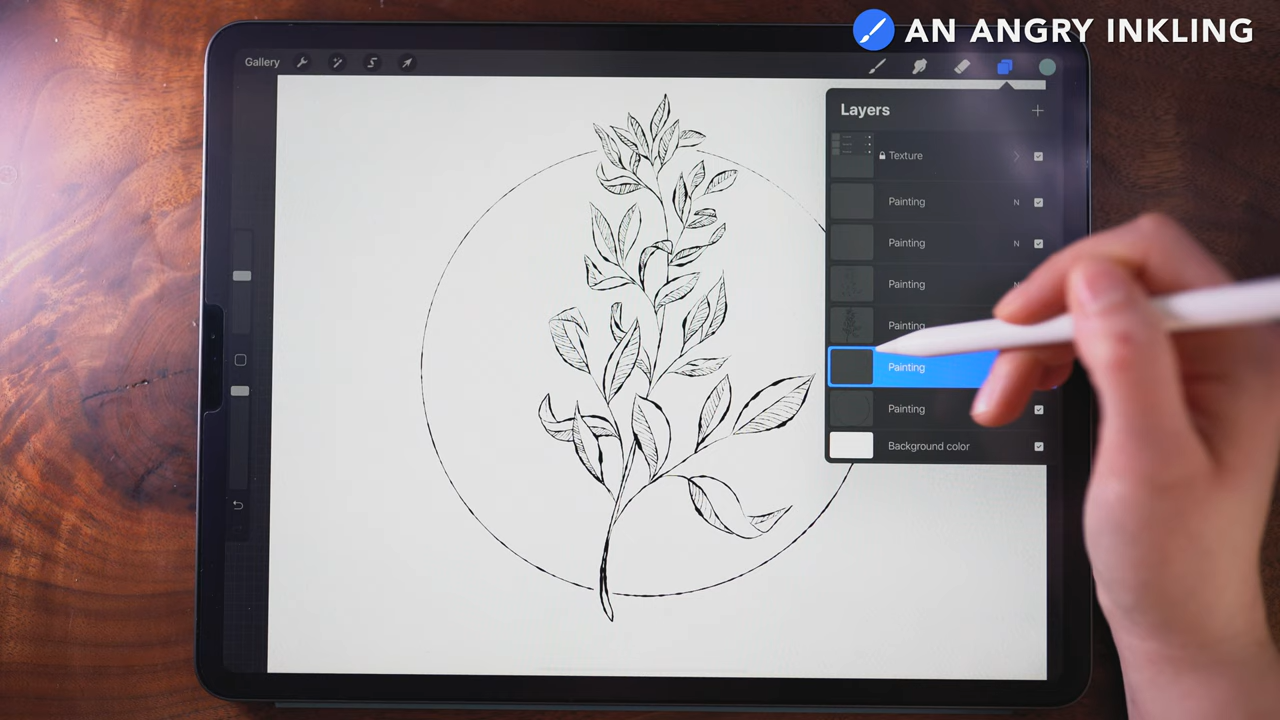 AN ANGRY INKLING
Gallery
Layers
Texture
Painting N
Painting N
Painting N
Painting
Painting
Painting
Background color